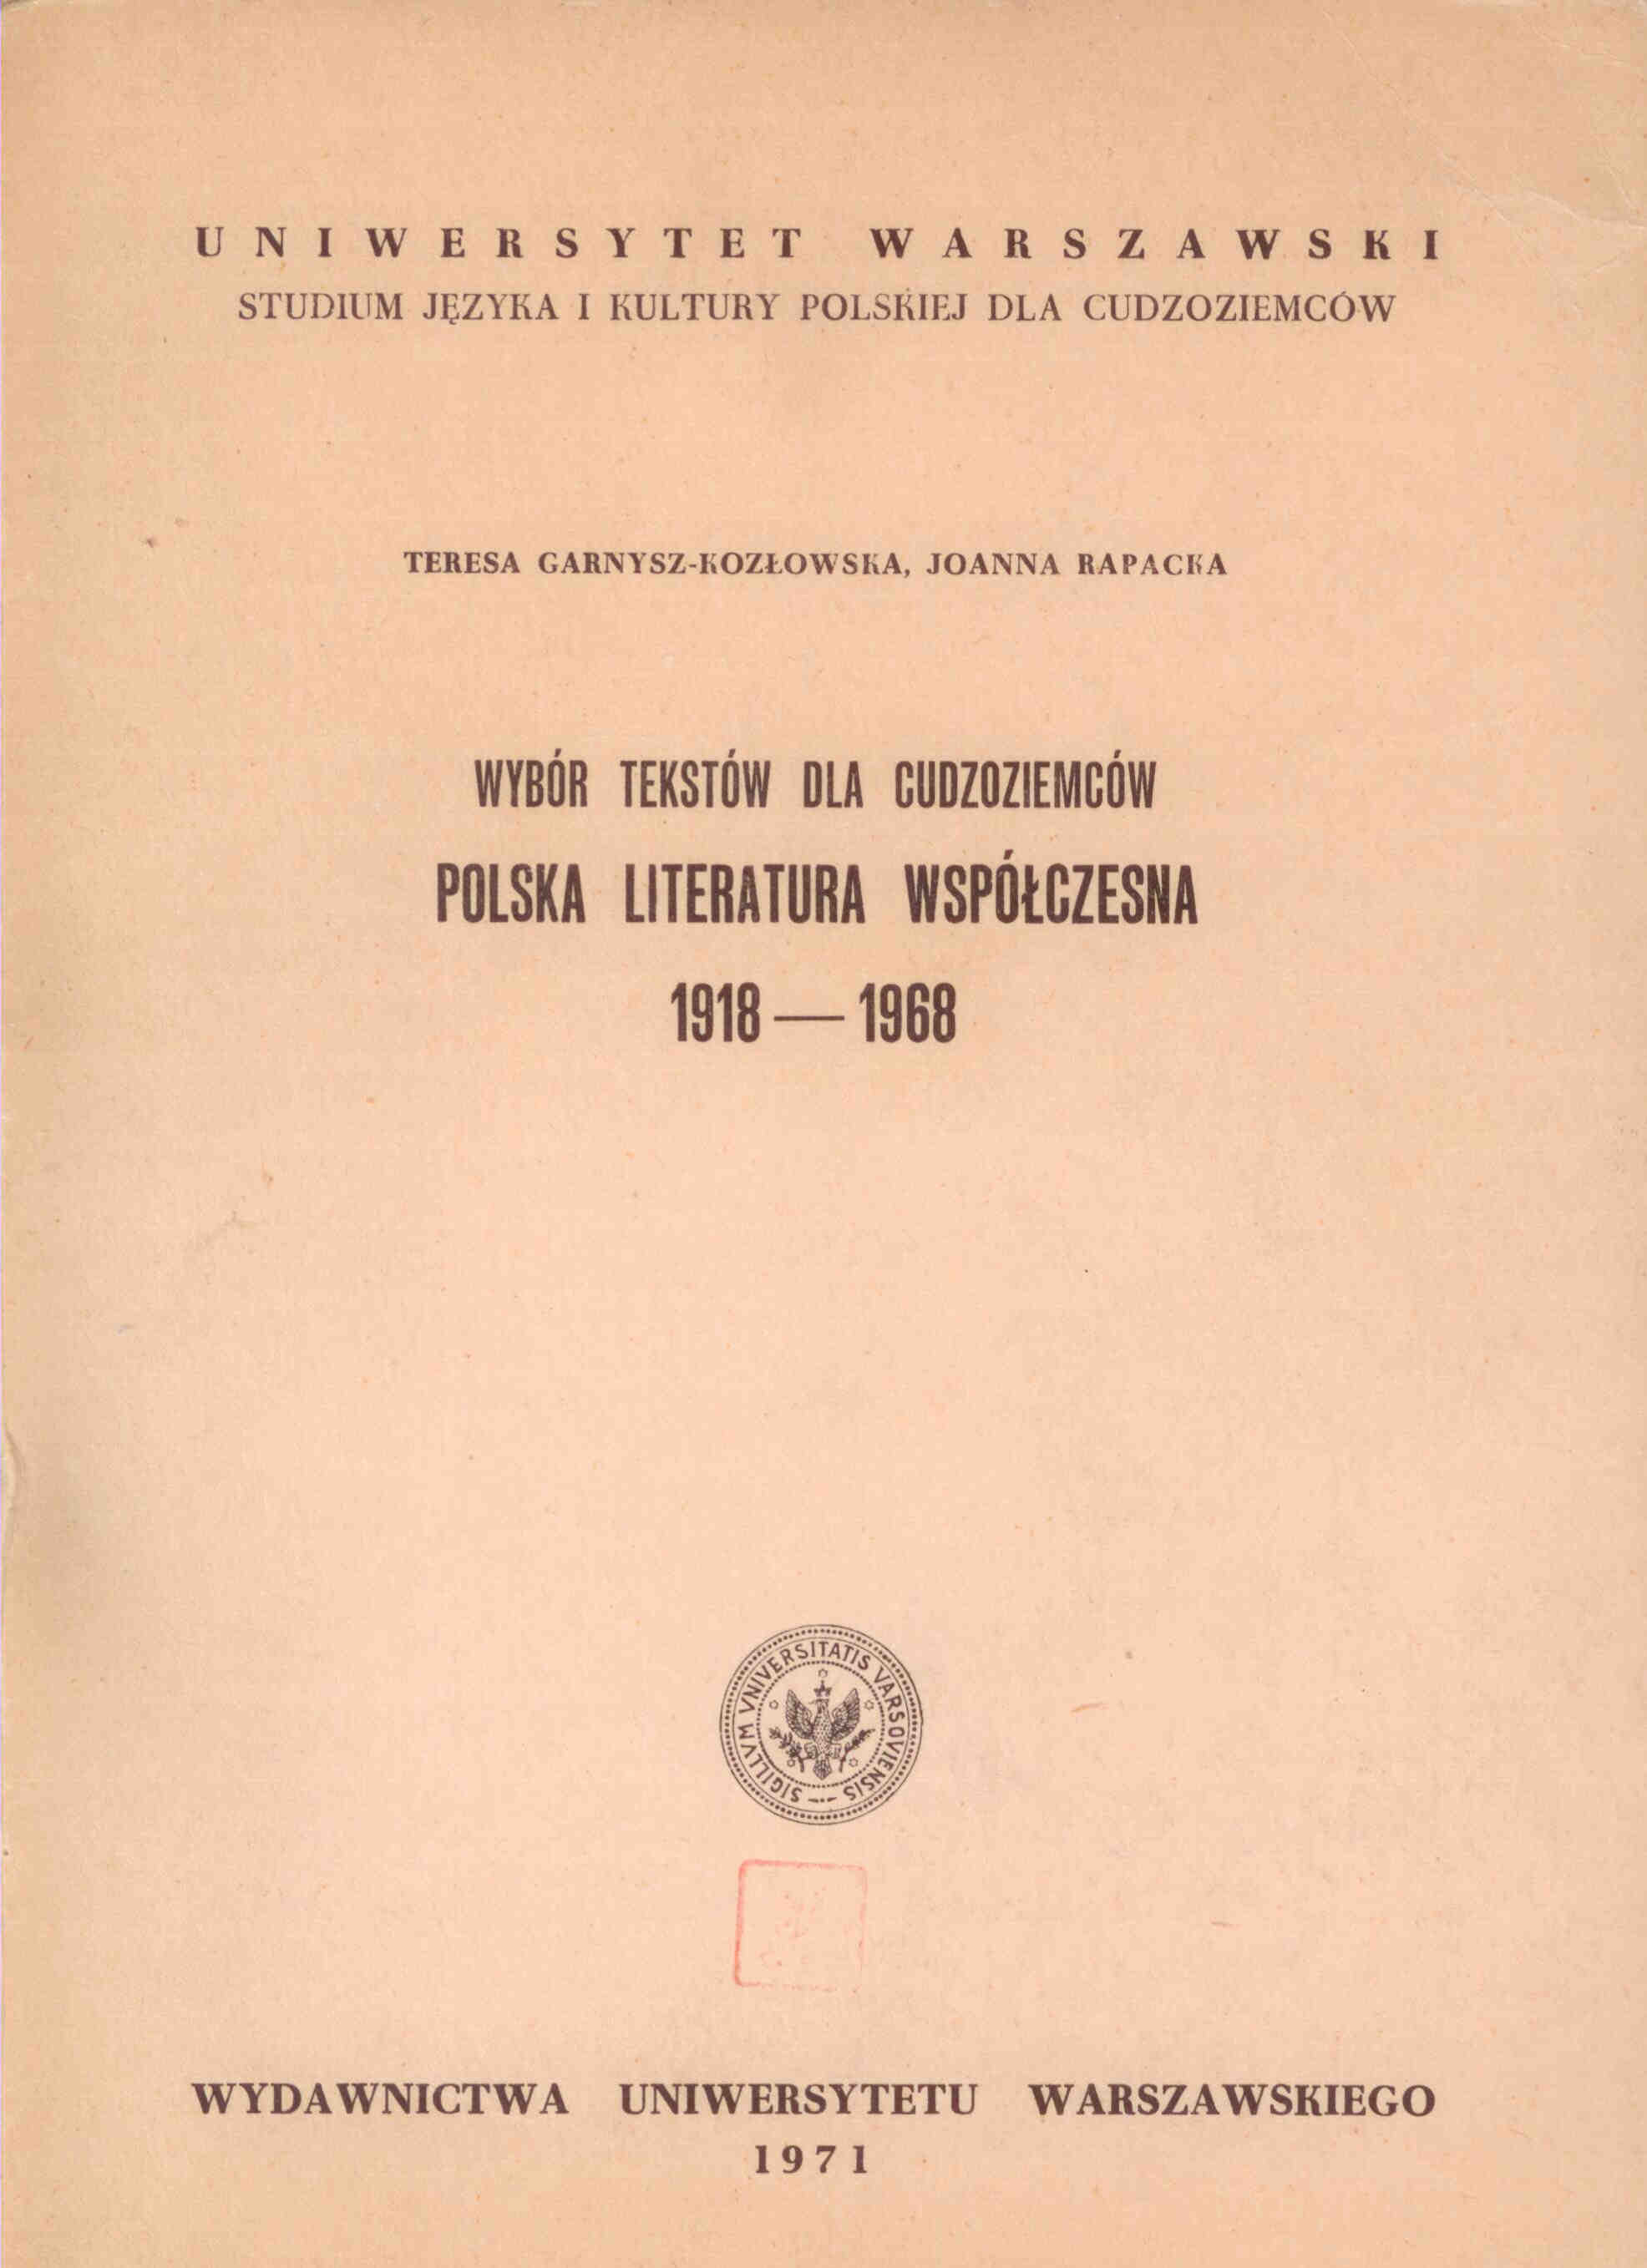 UNIWERSYTET WARSZAWSKI
STUDIUM JĘZYKA I KULTURY POLSKIEJ DLA CUDZOZIEMCÓW
TERESA GARNYSZ-KOZŁOWSKA, JOANNA RAPACKA
WYBÓR TEKSTÓW DLA CUDZOZIEMCÓW
POLSKA LITERATURA WSPÓŁCZESNA
1918 — 1968
SIGILLVM VNIVERSITATIS VARSOVIENSIS
WYDAWNICTWA UNIWERSYTETU WARSZAWSKIEGO
1971